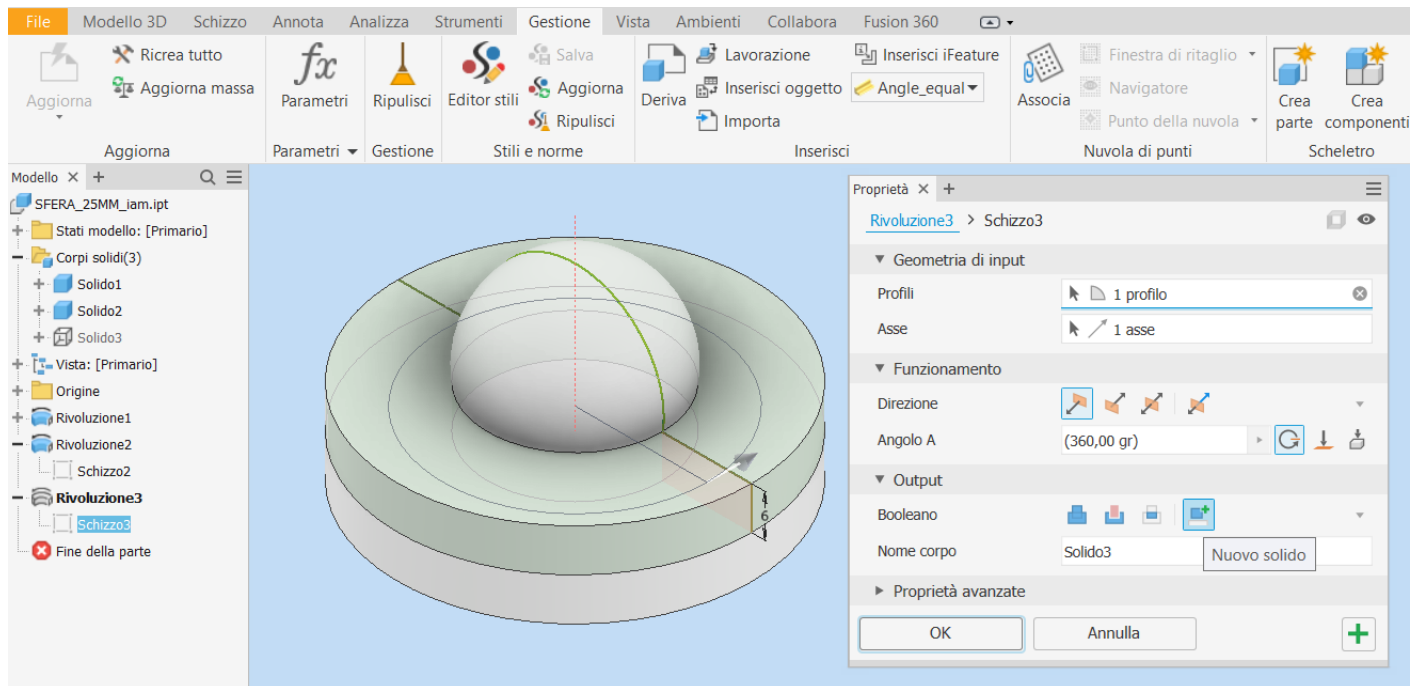 File Modello 3D Schizzo Annota Analizza Strumenti Gestione Vista Ambienti Collabora Fusion 360
Aggiorna
Ricrea tutto
Aggiorna massa
Aggiorna
fx
Parametri
Parametri
Ripulisci
Gestione
Editor stili
Salva
Aggiorna
Ripulisci
Stili e norme
Deriva
Lavorazione
Inserisci oggetto
Importa
Inserisci iFeature
Angle_equal
Inserisci
Associa
Finestra di ritaglio
Navigatore
Punto della nuvola
Nuvola di punti
Crea parte
Crea componenti
Scheletro
Modello
SFERA_25MM_iam.ipt
Stati modello: [Primario]
Corpi solidi(3)
Solido1
Solido2
Solido3
Vista: [Primario]
Origine
Rivoluzione1
Rivoluzione2
Schizzo2
Rivoluzione3
Schizzo3
Fine della parte
6
Proprietà
Rivoluzione3 > Schizzo3
Geometria di input
Profili 1 profilo
Asse 1 asse
Funzionamento
Direzione
Angolo A (360,00 gr)
Output
Booleano
Nome corpo Solido3
Nuovo solido
Proprietà avanzate
OK Annulla